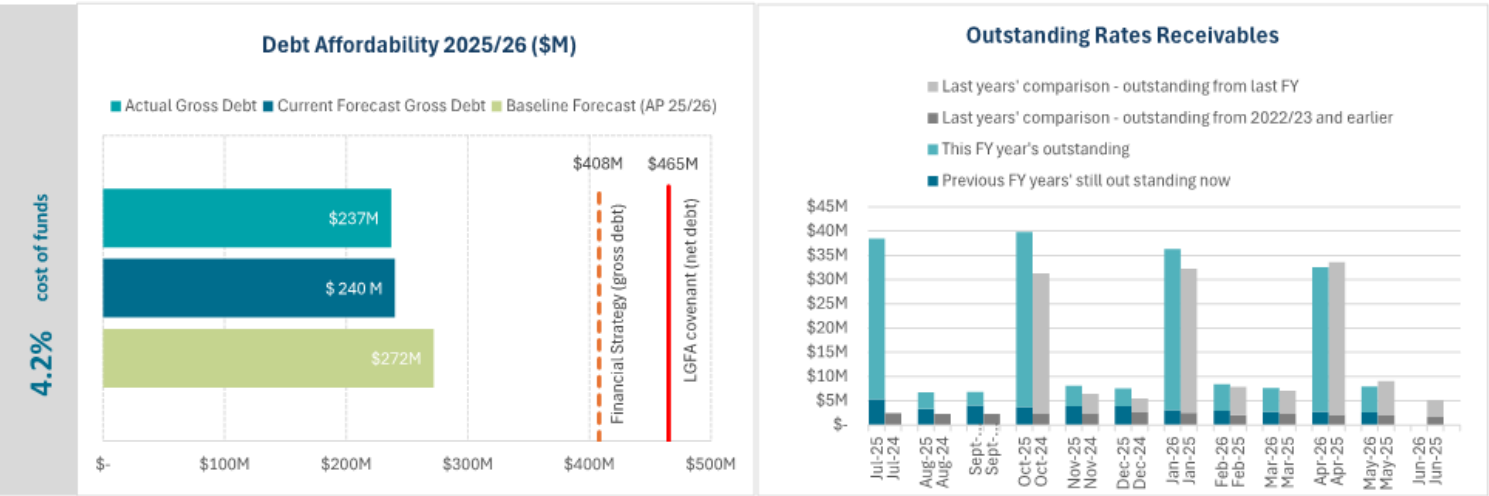 4.2% cost of funds
Debt Affordability 2025/26 ($M)
Actual Gross Debt Current Forecast Gross Debt Baseline Forecast (AP 25/26)
$408M $465M
$237M
$ 240 M
$272M
Financial Strategy (gross debt)
LGFA covenant (net debt)
$- $100M $200M $300M $400M $500M
Outstanding Rates Receivables
Last years' comparison - outstanding from last FY
Last years' comparison - outstanding from 2022/23 and earlier
This FY year's outstanding
Previous FY years' still out standing now
$45M
$40M
$35M
$30M
$25M
$20M
$15M
$10M
$5M
$-
Jul-25
Jul-24
Aug-25
Aug-24
Sept-...
Sept-...
Oct-25
Oct-24
Nov-25
Nov-24
Dec-25
Dec-24
Jan-26
Jan-25
Feb-26
Feb-25
Mar-26
Mar-25
Apr-26
Apr-25
May-26
May-25
Jun-26
Jun-25